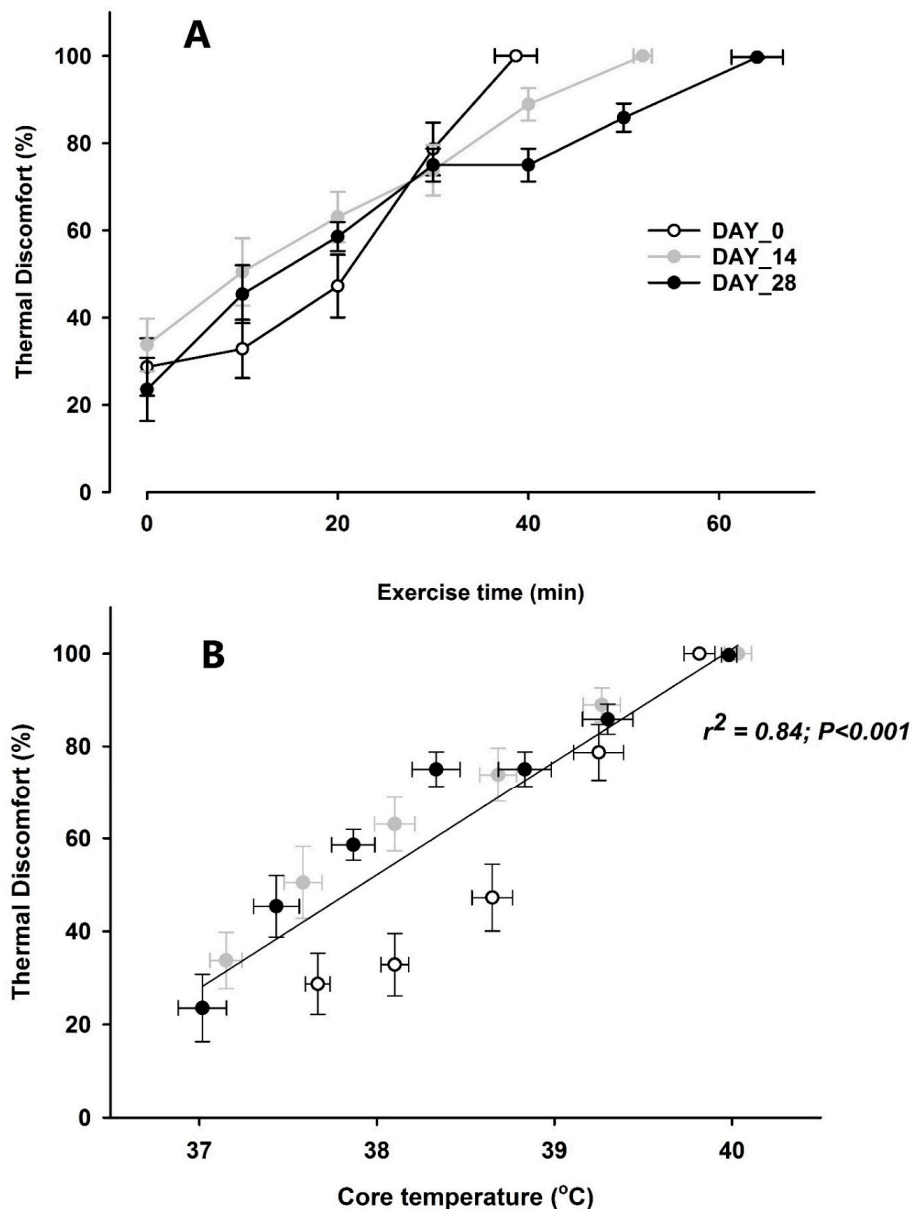 A
100
80
60
40
20
0
Thermal Discomfort (%)
DAY_0
DAY_14
DAY_28
0 20 40 60
Exercise time (min)
B
100
80
60
40
20
0
Thermal Discomfort (%)
r2 = 0.84; P<0.001
37 38 39 40
Core temperature (oC)